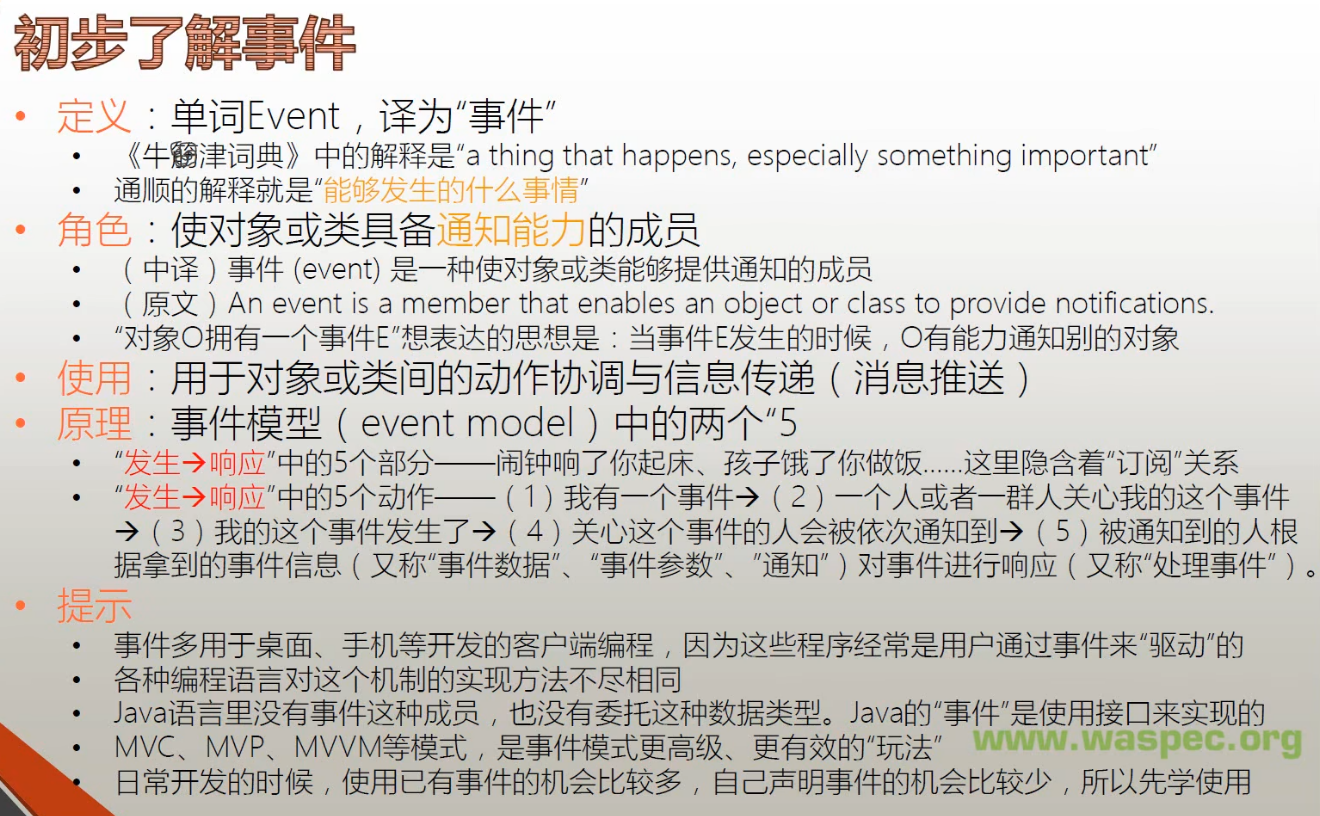 初步了解事件
• 定义：单词Event，译为“事件”
• 《牛津词典》中的解释是“a thing that happens, especially something important”
• 通顺的解释就是“能够发生的什么事情”
• 角色：使对象或类具备通知能力的成员
• （中译）事件 (event) 是一种使对象或类能够提供通知的成员
• （原文）An event is a member that enables an object or class to provide notifications.
• “对象O拥有一个事件E”想表达的思想是：当事件E发生的时候，O有能力通知别的对象
• 使用：用于对象或类间的动作协调与信息传递（消息推送）
• 原理：事件模型（event model）中的两个“5
• “发生→响应”中的5个部分——闹钟响了你起床、孩子饿了你做饭……这里隐含着“订阅”关系
• “发生→响应”中的5个动作——（1）我有一个事件→（2）一个人或者一群人关心我的这个事件
→（3）我的这个事件发生了→（4）关心这个事件的人会被依次通知到→（5）被通知到的人根
据拿到的事件信息（又称“事件数据”、“事件参数”、“通知”）对事件进行响应（又称“处理事件”）。
• 提示
• 事件多用于桌面、手机等开发的客户端编程，因为这些程序经常是用户通过事件来“驱动”的
• 各种编程语言对这个机制的实现方法不尽相同
• Java语言里没有事件这种成员，也没有委托这种数据类型。Java的“事件”是使用接口来实现的
• MVC、MVP、MVVM等模式，是事件模式更高级、更有效的“玩法”
www.waspec.org
• 日常开发的时候，使用已有事件的机会比较多，自己声明事件的机会比较少，所以先学使用